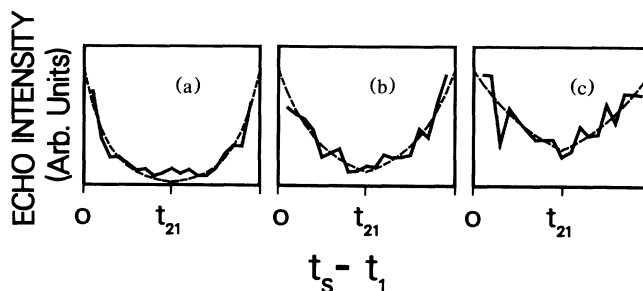 ECHO INTENSITY
(Arb. Units)
(a)
(b)
(c)
O t₂₁
O t₂₁
O t₂₁
tₛ - t₁